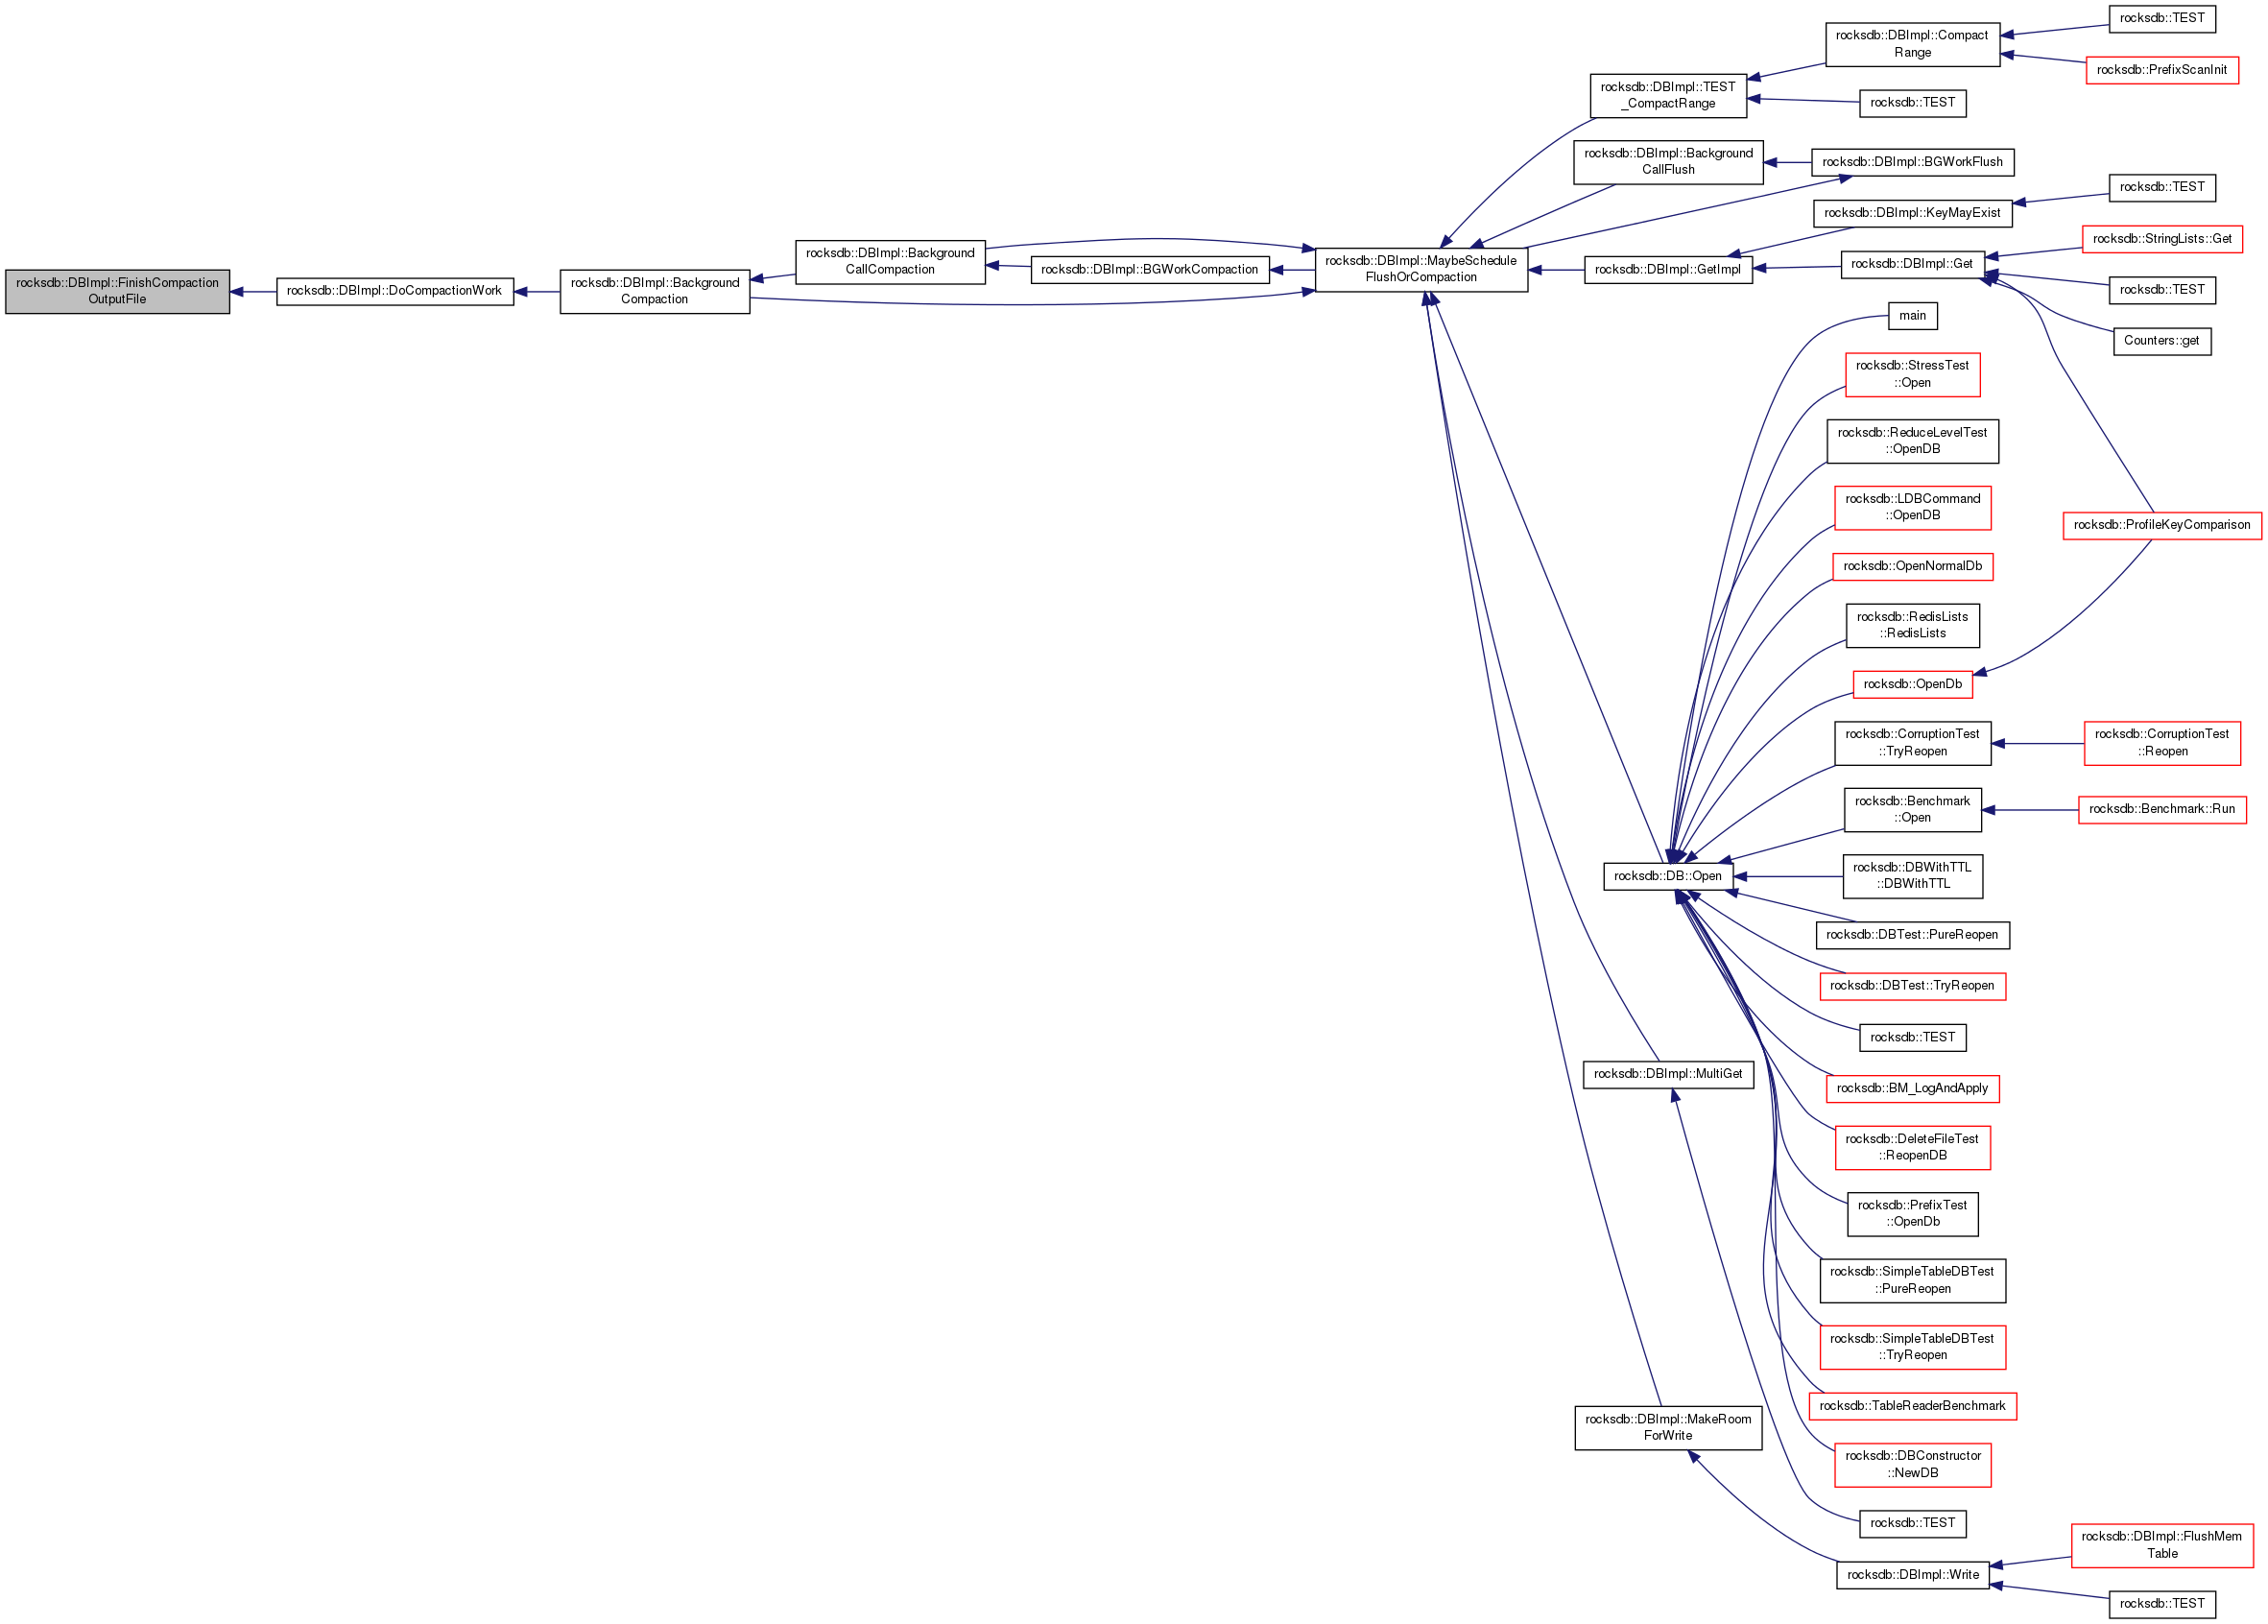 rocksdb::DBImpl::FinishCompaction
OutputFile
rocksdb::DBImpl::DoCompactionWork
rocksdb::DBImpl::Background
Compaction
rocksdb::DBImpl::Background
CallCompaction
rocksdb::DBImpl::BGWorkCompaction
rocksdb::DBImpl::MaybeSchedule
FlushOrCompaction
rocksdb::DBImpl::TEST
_CompactRange
rocksdb::DBImpl::Compact
Range
rocksdb::TEST
rocksdb::PrefixScanInit
rocksdb::TEST
rocksdb::DBImpl::Background
CallFlush
rocksdb::DBImpl::BGWorkFlush
rocksdb::DBImpl::GetImpl
rocksdb::DBImpl::KeyMayExist
rocksdb::TEST
rocksdb::DBImpl::Get
rocksdb::StringLists::Get
rocksdb::TEST
Counters::get
rocksdb::ProfileKeyComparison
rocksdb::DB::Open
main
rocksdb::StressTest
::Open
rocksdb::ReduceLevelTest
::OpenDB
rocksdb::LDBCommand
::OpenDB
rocksdb::OpenNormalDb
rocksdb::RedisLists
::RedisLists
rocksdb::OpenDb
rocksdb::CorruptionTest
::TryReopen
rocksdb::CorruptionTest
::Reopen
rocksdb::Benchmark
::Open
rocksdb::Benchmark::Run
rocksdb::DBWithTTL
::DBWithTTL
rocksdb::DBTest::PureReopen
rocksdb::DBTest::TryReopen
rocksdb::TEST
rocksdb::BM_LogAndApply
rocksdb::DeleteFileTest
::ReopenDB
rocksdb::PrefixTest
::OpenDb
rocksdb::SimpleTableDBTest
::PureReopen
rocksdb::SimpleTableDBTest
::TryReopen
rocksdb::TableReaderBenchmark
rocksdb::DBConstructor
::NewDB
rocksdb::DBImpl::MultiGet
rocksdb::TEST
rocksdb::DBImpl::MakeRoom
ForWrite
rocksdb::DBImpl::Write
rocksdb::DBImpl::FlushMem
Table
rocksdb::TEST